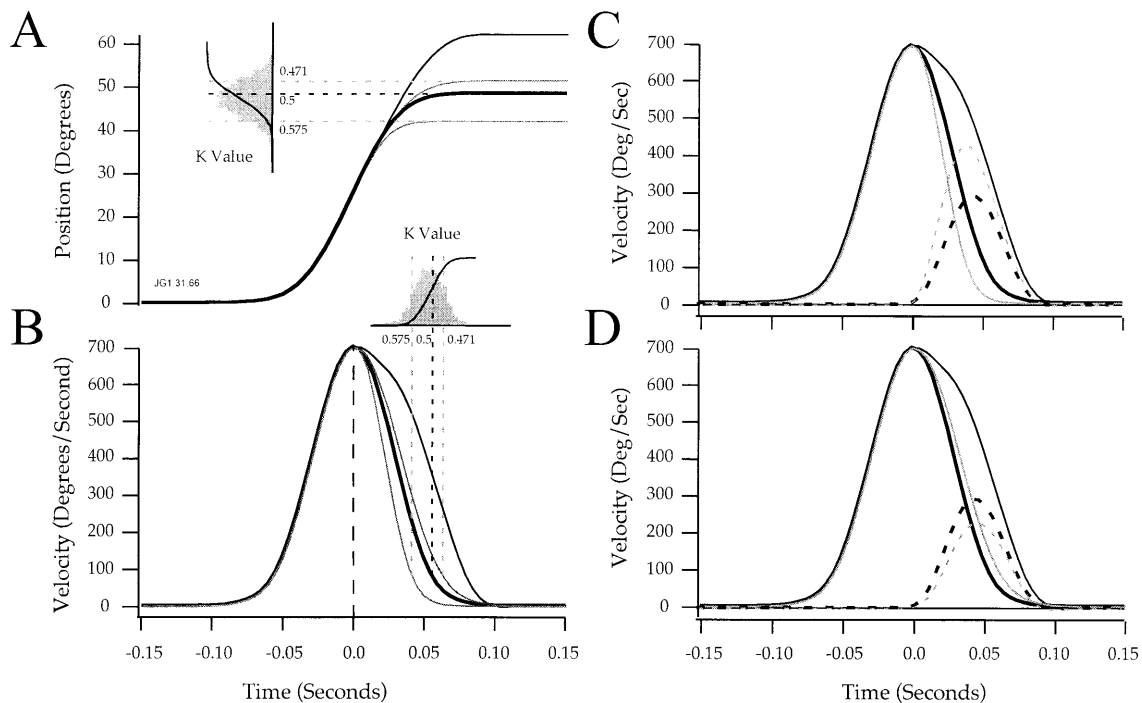 A
60
50
40
30
20
10
0
Position (Degrees)
0.471
0.5
0.575
K Value
JG1 31.66
K Value
0.575 0.5 0.471
B
700
600
500
400
300
200
100
0
Velocity (Degrees/Second)
-0.15 -0.10 -0.05 0.0 0.05 0.10 0.15
Time (Seconds)
C
700
600
500
400
300
200
100
0
Velocity (Deg/Sec)
D
700
600
500
400
300
200
100
0
Velocity (Deg/Sec)
-0.15 -0.10 -0.05 0.0 0.05 0.10 0.15
Time (Seconds)